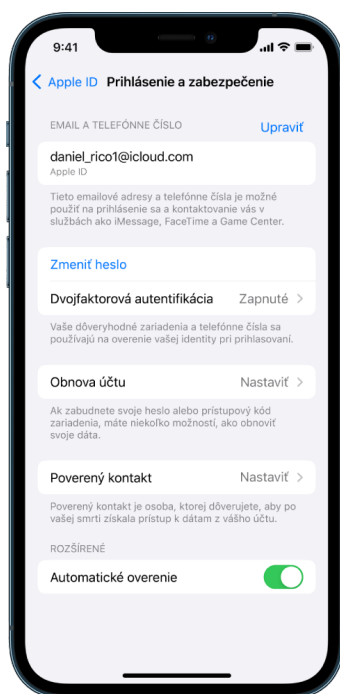 9:41
Apple ID Prihlásenie a zabezpečenie
EMAIL A TELEFÓNNE ČÍSLO Upraviť
daniel_rico1@icloud.com
Apple ID
Tieto emailové adresy a telefónne čísla je možné
použiť na prihlásenie sa a kontaktovanie vás v
službách ako iMessage, FaceTime a Game Center.
Zmeniť heslo
Dvojfaktorová autentifikácia Zapnuté
Vaše dôveryhodné zariadenia a telefónne čísla sa
používajú na overenie vašej identity pri prihlasovaní.
Obnova účtu Nastaviť
Ak zabudnete svoje heslo alebo prístupový kód
zariadenia, máte niekoľko možností, ako obnoviť
svoje dáta.
Poverený kontakt Nastaviť
Poverený kontakt je osoba, ktorej dôverujete, aby po
vašej smrti získala prístup k dátam z vášho účtu.
ROZŠÍRENÉ
Automatické overenie